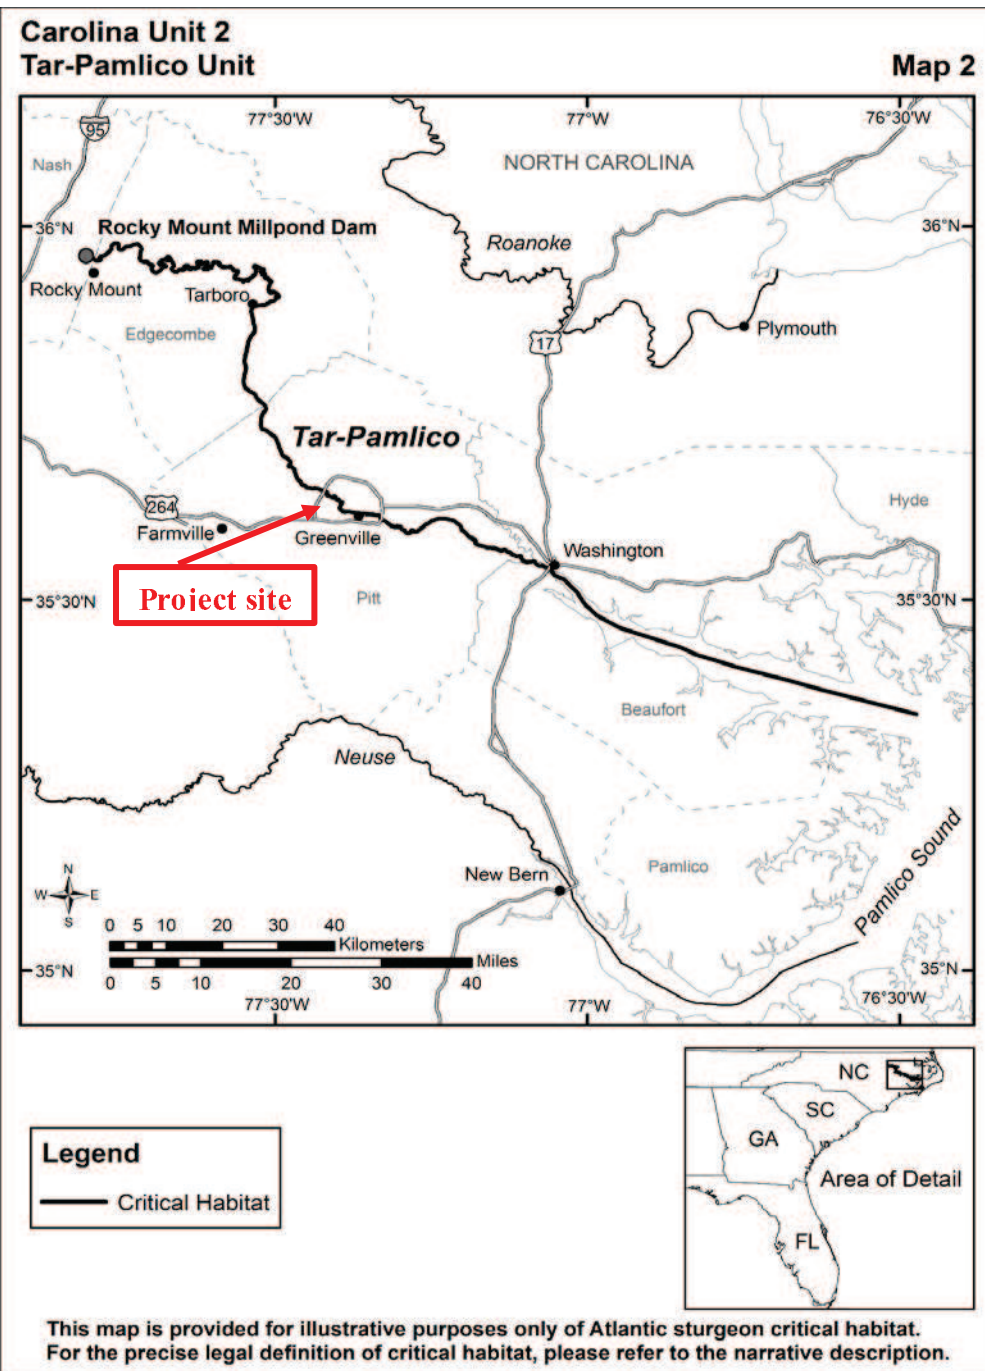 Carolina Unit 2
Tar-Pamlico Unit
Map 2
77°30'W
77°W
76°30'W
95
Nash
NORTH CAROLINA
36°N
36°N
Rocky Mount Millpond Dam
Roanoke
Rocky Mount
Tarboro
Edgecombe
17
Plymouth
Tar-Pamlico
264
Hyde
Farmville
Greenville
Washington
Project site
35°30'N
Pitt
35°30'N
Beaufort
Neuse
Pamlico Sound
Pamlico
New Bern
N
W
E
S
0 5 10 20 30 40
Kilometers
Miles
0 5 10 20 30 40
35°N
35°N
77°30'W
77°W
76°30'W
NC
SC
GA
Area of Detail
FL
Legend
Critical Habitat
This map is provided for illustrative purposes only of Atlantic sturgeon critical habitat.
For the precise legal definition of critical habitat, please refer to the narrative description.